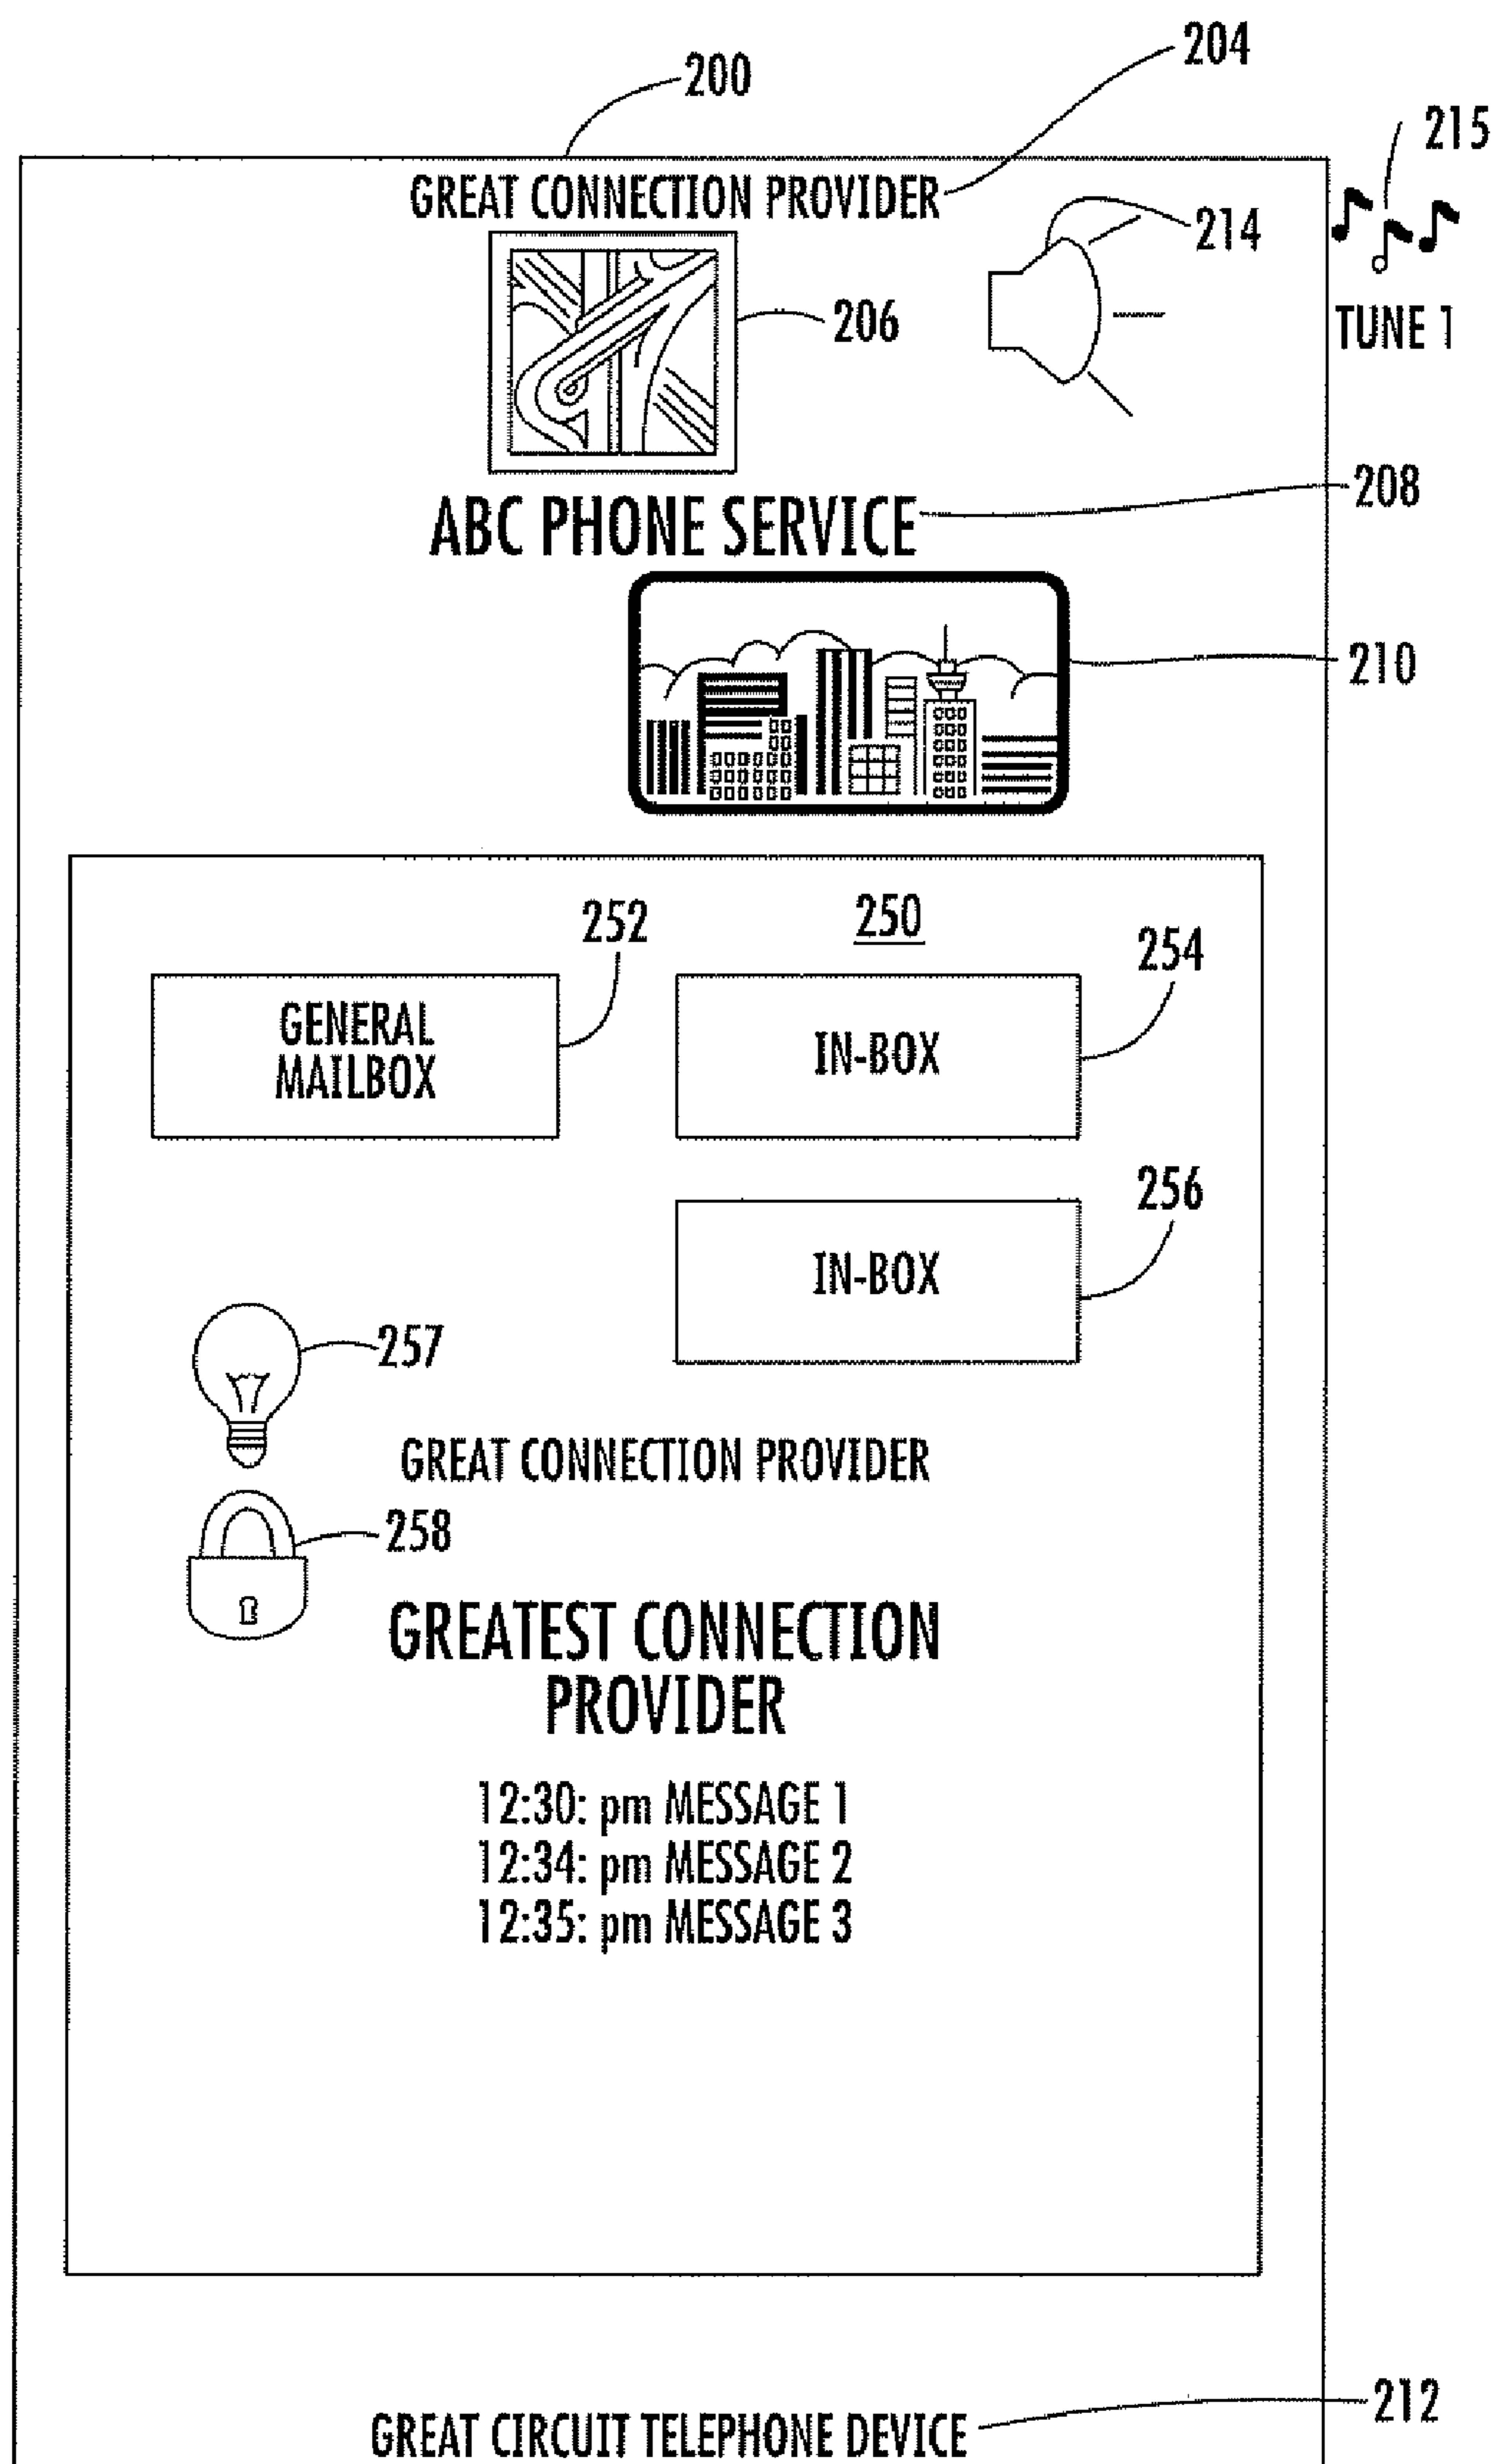 204
200
215
GREAT CONNECTION PROVIDER
214
206
TUNE 1
208
ABC PHONE SERVICE
210
252
250
254
GENERAL
MAILBOX
IN-BOX
256
IN-BOX
257
GREAT CONNECTION PROVIDER
258
GREATEST CONNECTION
PROVIDER
12:30: pm MESSAGE 1
12:34: pm MESSAGE 2
12:35: pm MESSAGE 3
212
GREAT CIRCUIT TELEPHONE DEVICE